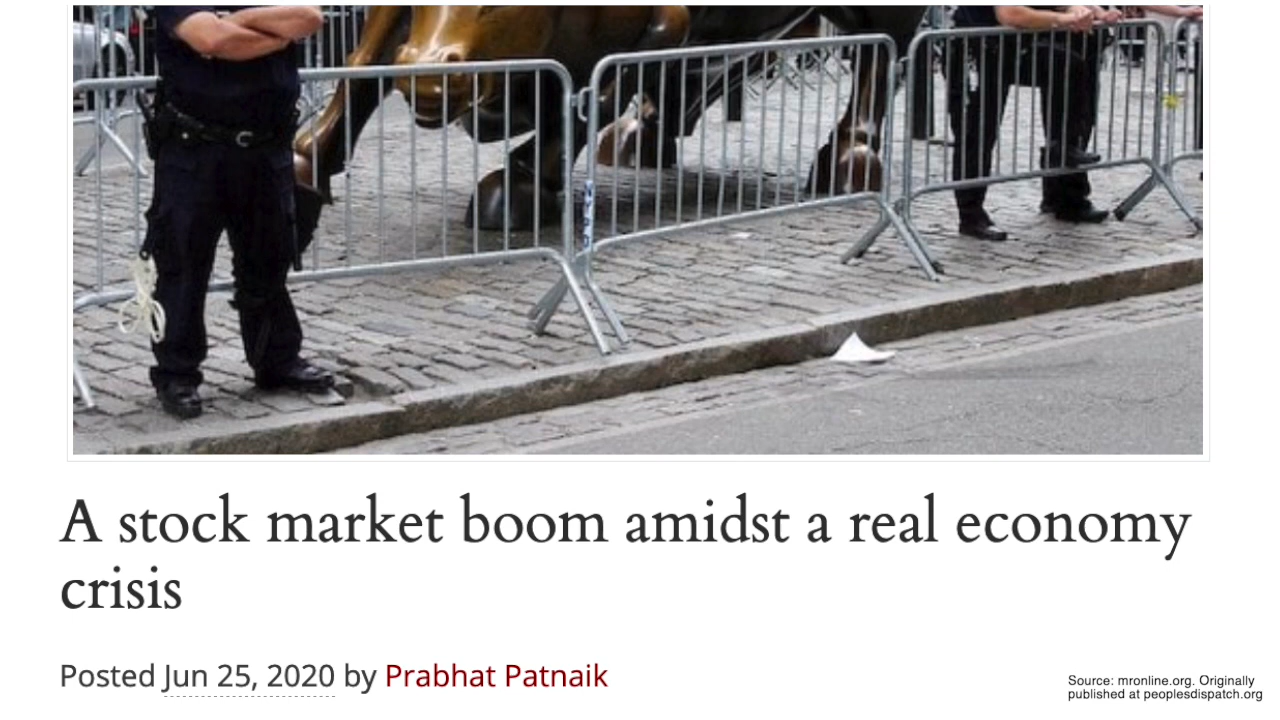 A stock market boom amidst a real economy
crisis
Posted Jun 25, 2020 by Prabhat Patnaik
Source: mronline.org. Originally
published at peoplesdispatch.org